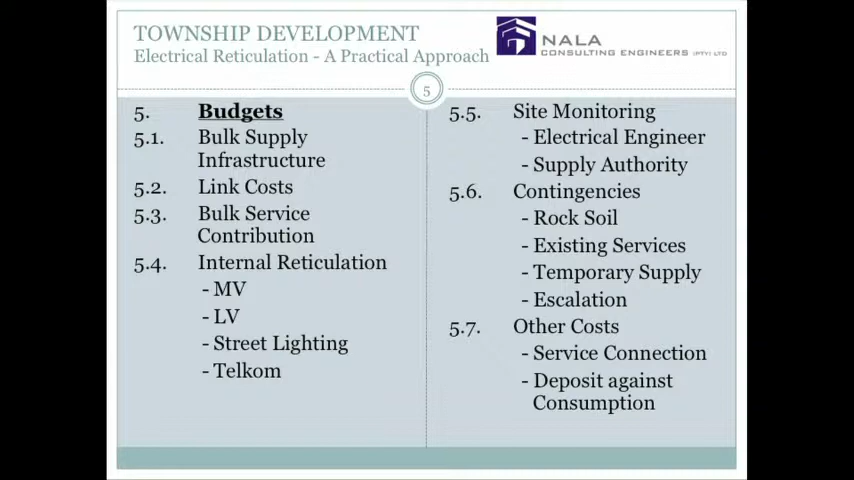 TOWNSHIP DEVELOPMENT
Electrical Reticulation - A Practical Approach
NALA
CONSULTING ENGINEERS (PTY) LTD
5
5. Budgets
5.1. Bulk Supply
Infrastructure
5.2. Link Costs
5.3. Bulk Service
Contribution
5.4. Internal Reticulation
- MV
- LV
- Street Lighting
- Telkom
5.5. Site Monitoring
- Electrical Engineer
- Supply Authority
5.6. Contingencies
- Rock Soil
- Existing Services
- Temporary Supply
- Escalation
5.7. Other Costs
- Service Connection
- Deposit against
Consumption